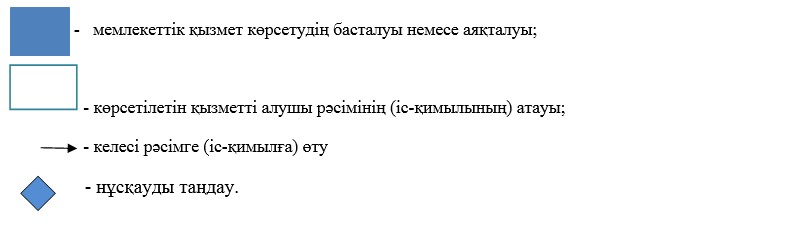 - мемлекеттік қызмет көрсетудің басталуы немесе аяқталуы;
- көрсетілетін қызметті алушы рәсімінің (іс-қимылының) атауы;
- келесі рәсімге (іс-қимылға) өту
- нұсқауды таңдау.